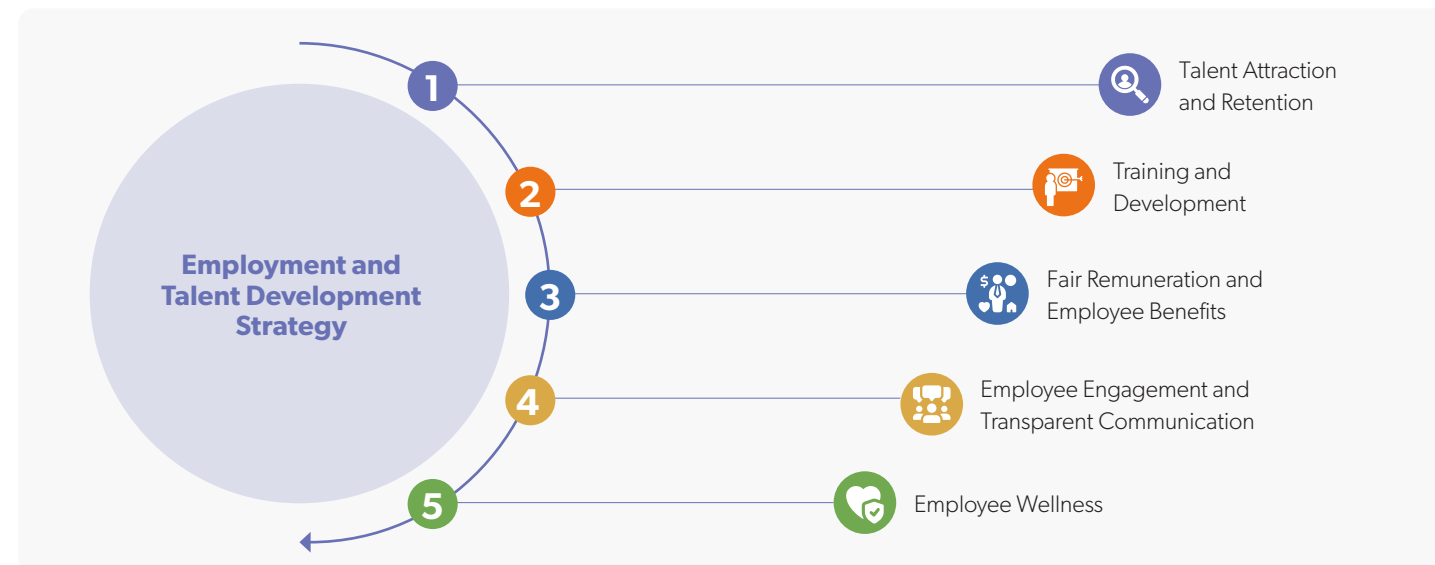 Employment and
Talent Development
Strategy
1
Talent Attraction
and Retention
2
Training and
Development
3
$
Fair Remuneration and
Employee Benefits
4
Employee Engagement and
Transparent Communication
5
Employee Wellness